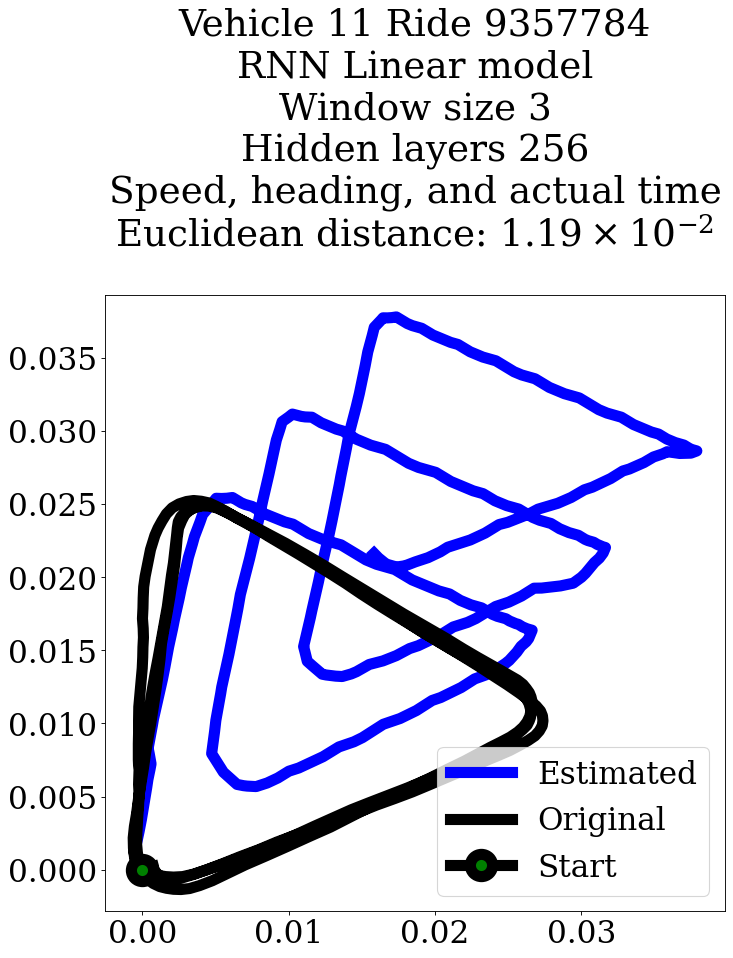 Vehicle 11 Ride 9357784
RNN Linear model
Window size 3
Hidden layers 256
Speed, heading, and actual time
Euclidean distance: 1.19 × 10⁻²
0.035
0.030
0.025
0.020
0.015
0.010
0.005
0.000
Estimated
Original
Start
0.00 0.01 0.02 0.03